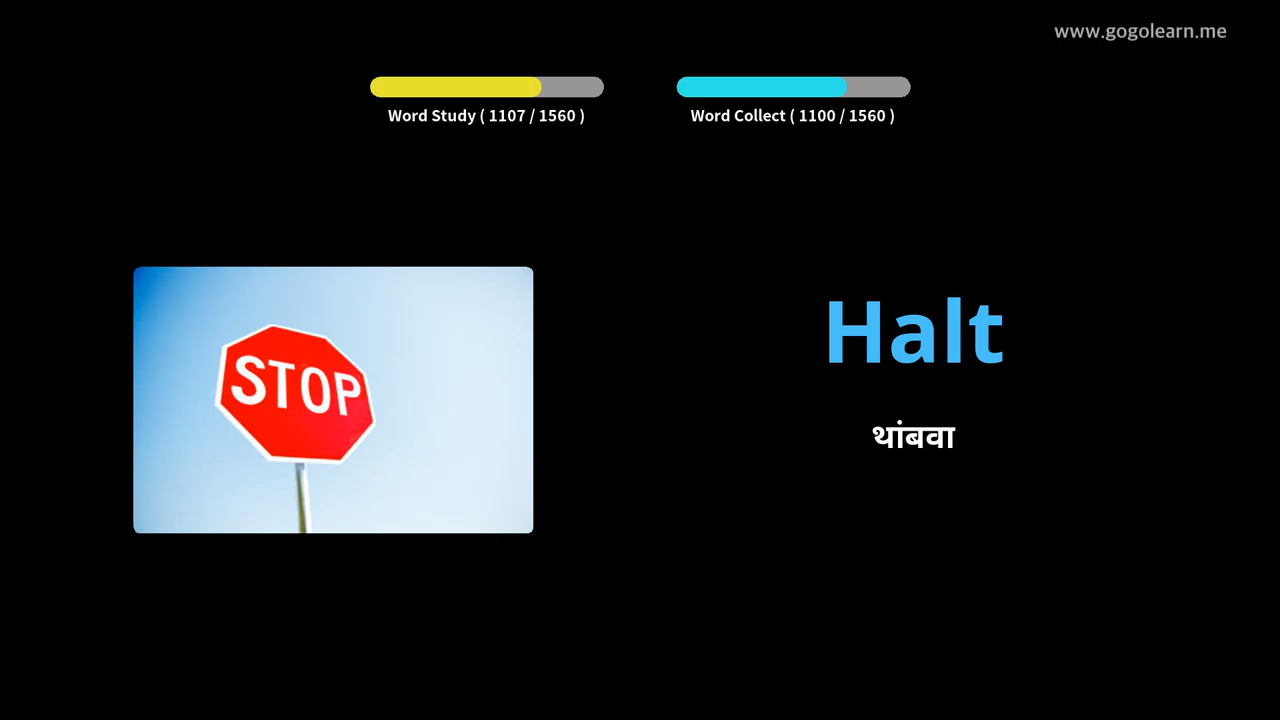 www.gogolearn.me
Word Study ( 1107 / 1560 )
Word Collect ( 1100 / 1560 )
STOP
Halt
थांबवा